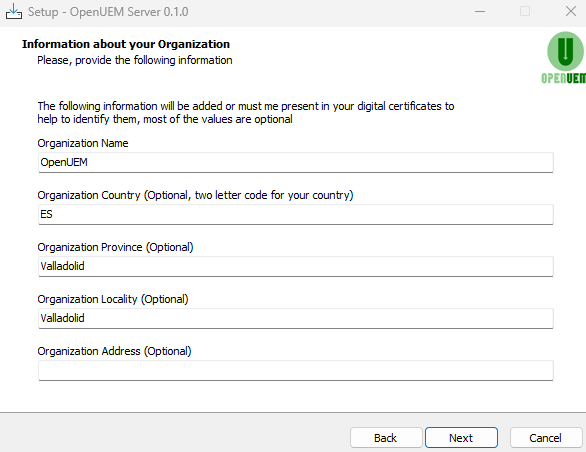 Setup - OpenUEM Server 0.1.0
Information about your Organization
Please, provide the following information
U
OPENUEM
The following information will be added or must me present in your digital certificates to
help to identify them, most of the values are optional
Organization Name
OpenUEM
Organization Country (Optional, two letter code for your country)
ES
Organization Province (Optional)
Valladolid
Organization Locality (Optional)
Valladolid
Organization Address (Optional)
Back
Next
Cancel